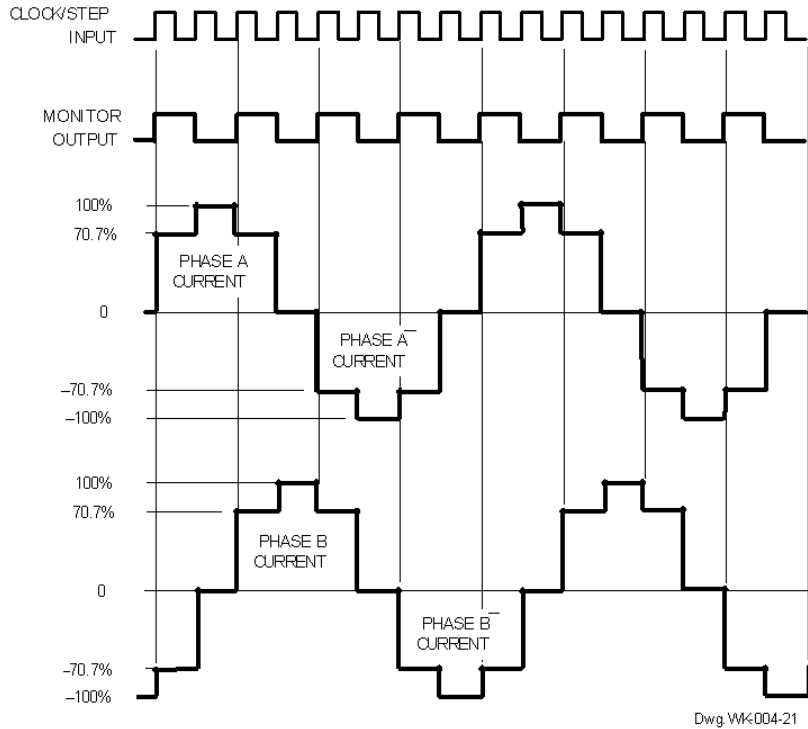 CLOCK/STEP
INPUT
MONITOR
OUTPUT
100%
70.7%
PHASE A
CURRENT
0
PHASE A̅
CURRENT
–70.7%
–100%
100%
70.7%
PHASE B
CURRENT
0
PHASE B̅
CURRENT
–70.7%
–100%
Dwg. WK-004-21